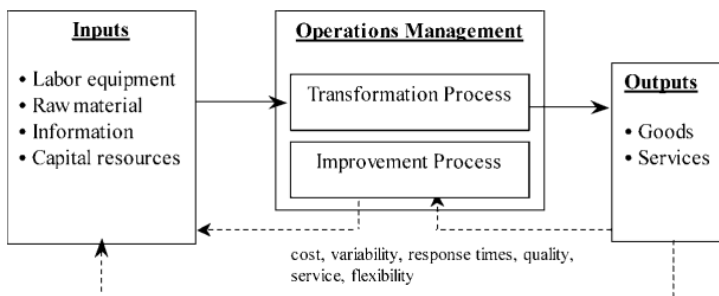 Inputs
• Labor equipment
• Raw material
• Information
• Capital resources
Operations Management
Transformation Process
Improvement Process
Outputs
• Goods
• Services
cost, variability, response times, quality,
service, flexibility